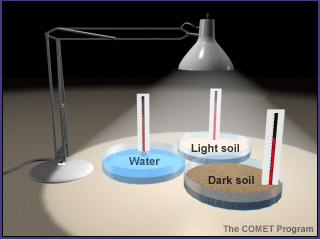 Light soil
Water
Dark soil
The COMET Program